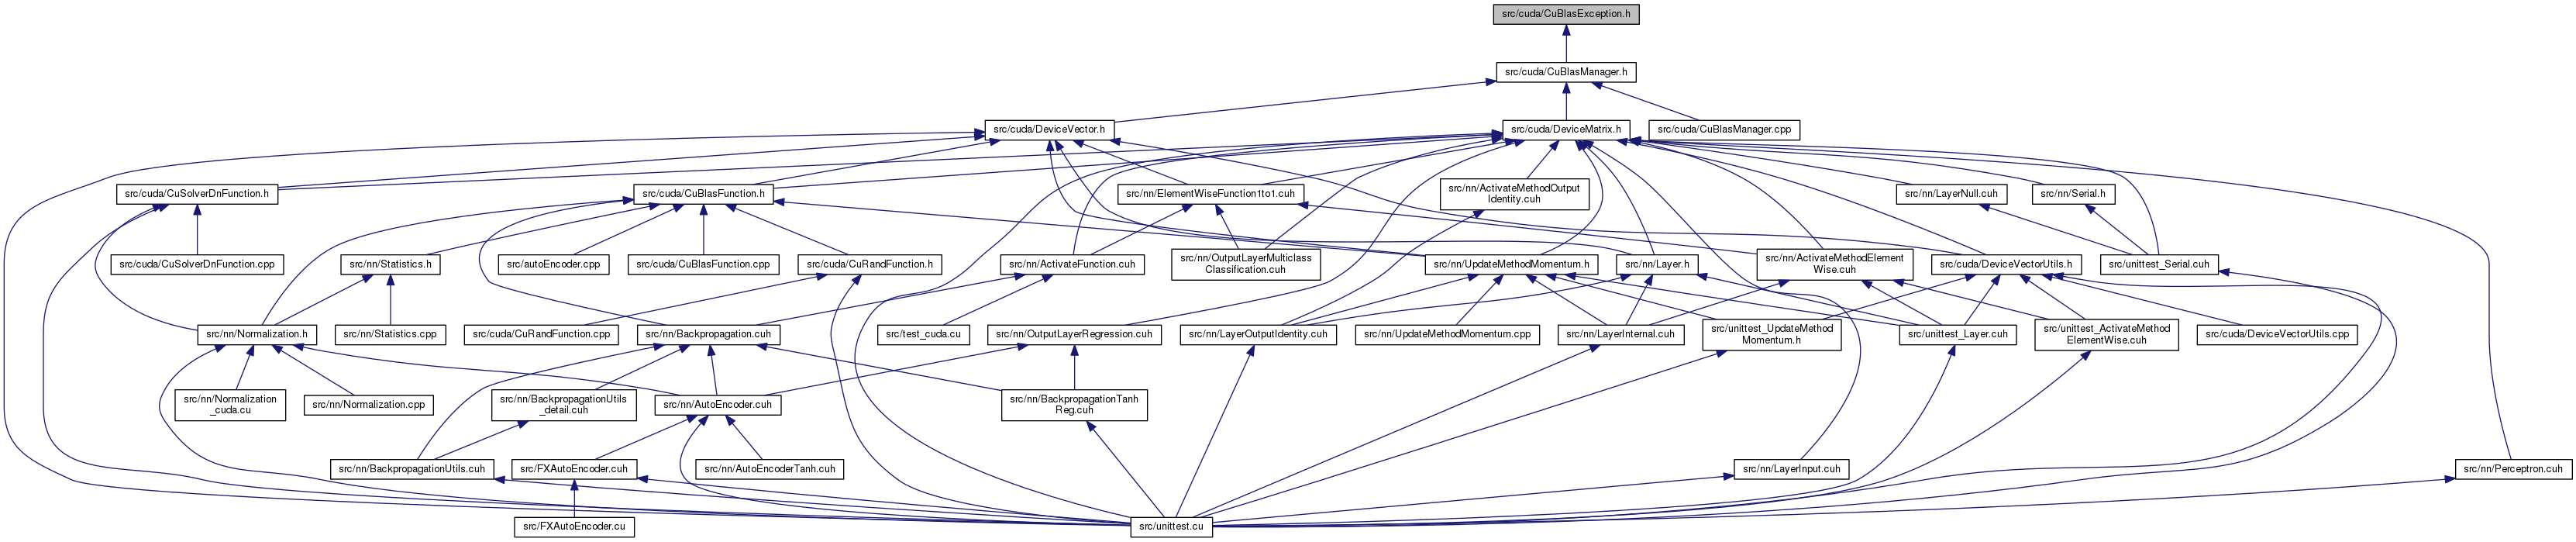 src/cuda/CuBlasException.h
src/cuda/CuBlasManager.h
src/cuda/DeviceVector.h
src/cuda/DeviceMatrix.h
src/cuda/CuBlasManager.cpp
src/cuda/CuSolverDnFunction.h
src/cuda/CuBlasFunction.h
src/nn/ElementWiseFunction1to1.cuh
src/nn/ActivateMethodOutput
Identity.cuh
src/nn/LayerNull.cuh
src/nn/Serial.h
src/cuda/CuSolverDnFunction.cpp
src/nn/Statistics.h
src/autoEncoder.cpp
src/cuda/CuBlasFunction.cpp
src/cuda/CuRandFunction.h
src/nn/ActivateFunction.cuh
src/nn/OutputLayerMulticlass
Classification.cuh
src/nn/UpdateMethodMomentum.h
src/nn/Layer.h
src/nn/ActivateMethodElement
Wise.cuh
src/cuda/DeviceVectorUtils.h
src/unittest_Serial.cuh
src/nn/Normalization.h
src/nn/Statistics.cpp
src/cuda/CuRandFunction.cpp
src/nn/Backpropagation.cuh
src/test_cuda.cu
src/nn/OutputLayerRegression.cuh
src/nn/LayerOutputIdentity.cuh
src/nn/UpdateMethodMomentum.cpp
src/nn/LayerInternal.cuh
src/unittest_UpdateMethod
Momentum.h
src/unittest_Layer.cuh
src/unittest_ActivateMethod
ElementWise.cuh
src/cuda/DeviceVectorUtils.cpp
src/nn/Normalization
_cuda.cu
src/nn/Normalization.cpp
src/nn/BackpropagationUtils
_detail.cuh
src/nn/AutoEncoder.cuh
src/nn/BackpropagationTanh
Reg.cuh
src/nn/BackpropagationUtils.cuh
src/FXAutoEncoder.cuh
src/nn/AutoEncoderTanh.cuh
src/nn/LayerInput.cuh
src/nn/Perceptron.cuh
src/FXAutoEncoder.cu
src/unittest.cu